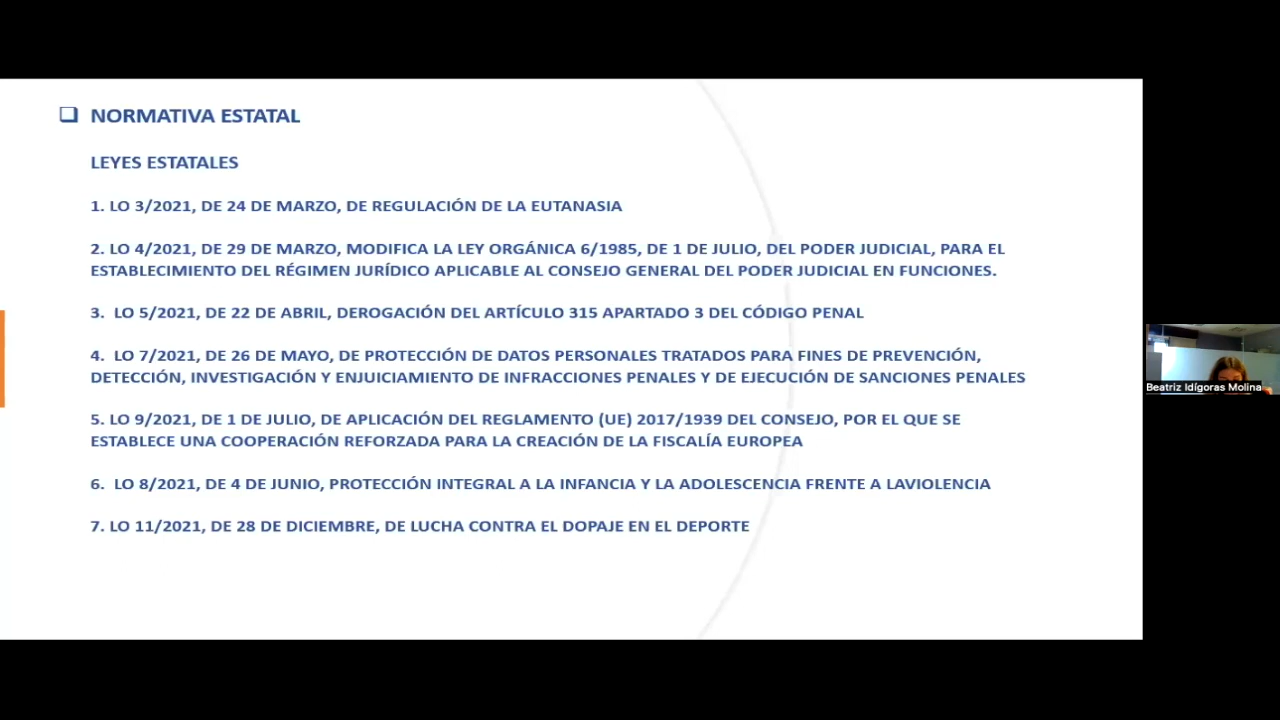 NORMATIVA ESTATAL
LEYES ESTATALES
1. LO 3/2021, DE 24 DE MARZO, DE REGULACIÓN DE LA EUTANASIA
2. LO 4/2021, DE 29 DE MARZO, MODIFICA LA LEY ORGÁNICA 6/1985, DE 1 DE JULIO, DEL PODER JUDICIAL, PARA EL
ESTABLECIMIENTO DEL RÉGIMEN JURÍDICO APLICABLE AL CONSEJO GENERAL DEL PODER JUDICIAL EN FUNCIONES.
3. LO 5/2021, DE 22 DE ABRIL, DEROGACIÓN DEL ARTÍCULO 315 APARTADO 3 DEL CÓDIGO PENAL
4. LO 7/2021, DE 26 DE MAYO, DE PROTECCIÓN DE DATOS PERSONALES TRATADOS PARA FINES DE PREVENCIÓN,
DETECCIÓN, INVESTIGACIÓN Y ENJUICIAMIENTO DE INFRACCIONES PENALES Y DE EJECUCIÓN DE SANCIONES PENALES
5. LO 9/2021, DE 1 DE JULIO, DE APLICACIÓN DEL REGLAMENTO (UE) 2017/1939 DEL CONSEJO, POR EL QUE SE
ESTABLECE UNA COOPERACIÓN REFORZADA PARA LA CREACIÓN DE LA FISCALÍA EUROPEA
6. LO 8/2021, DE 4 DE JUNIO, PROTECCIÓN INTEGRAL A LA INFANCIA Y LA ADOLESCENCIA FRENTE A LAVIOLENCIA
7. LO 11/2021, DE 28 DE DICIEMBRE, DE LUCHA CONTRA EL DOPAJE EN EL DEPORTE
Beatriz Idígoras Molina